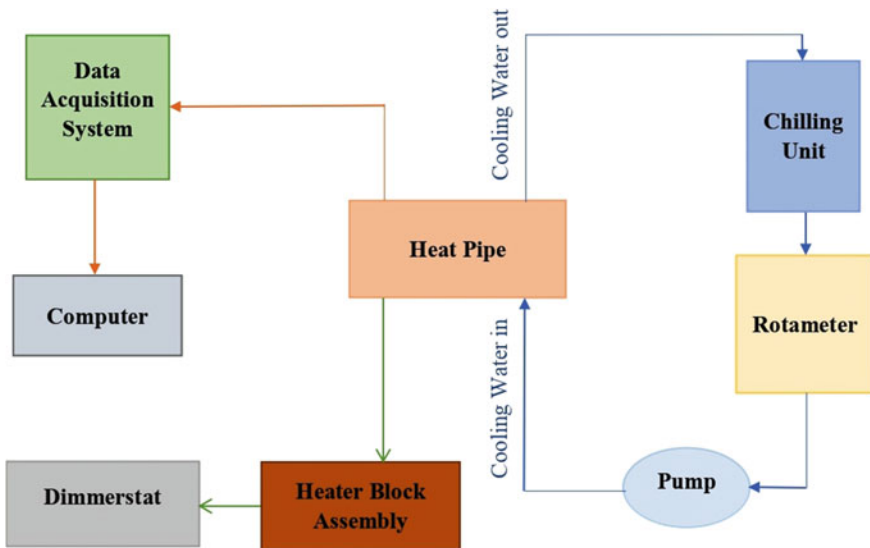 Data
Acquisition
System
Cooling Water out
Chilling
Unit
Heat Pipe
Computer
Rotameter
Cooling Water in
Dimmerstat
Heater Block
Assembly
Pump